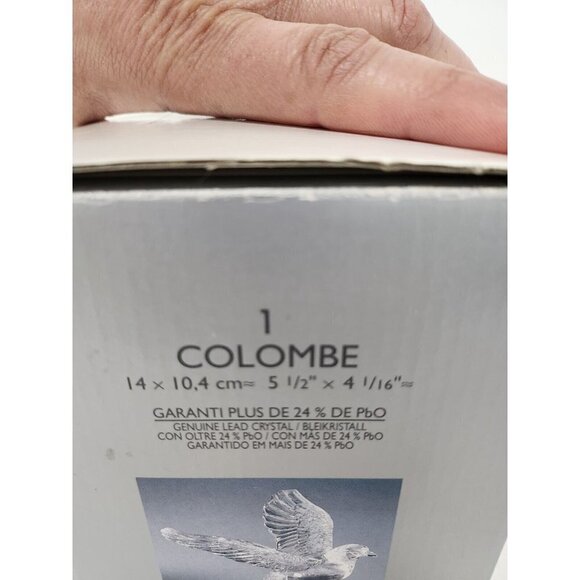 1
COLOMBE
14 × 10,4 cm≈ 5 1/2" × 4 1/16"≈
GARANTI PLUS DE 24 % DE PbO
GENUINE LEAD CRYSTAL / BLEIKRISTALL
CON OLTRE 24 % PbO / CON MÁS DE 24 % PbO
GARANTIDO EM MAIS DE 24 % PbO